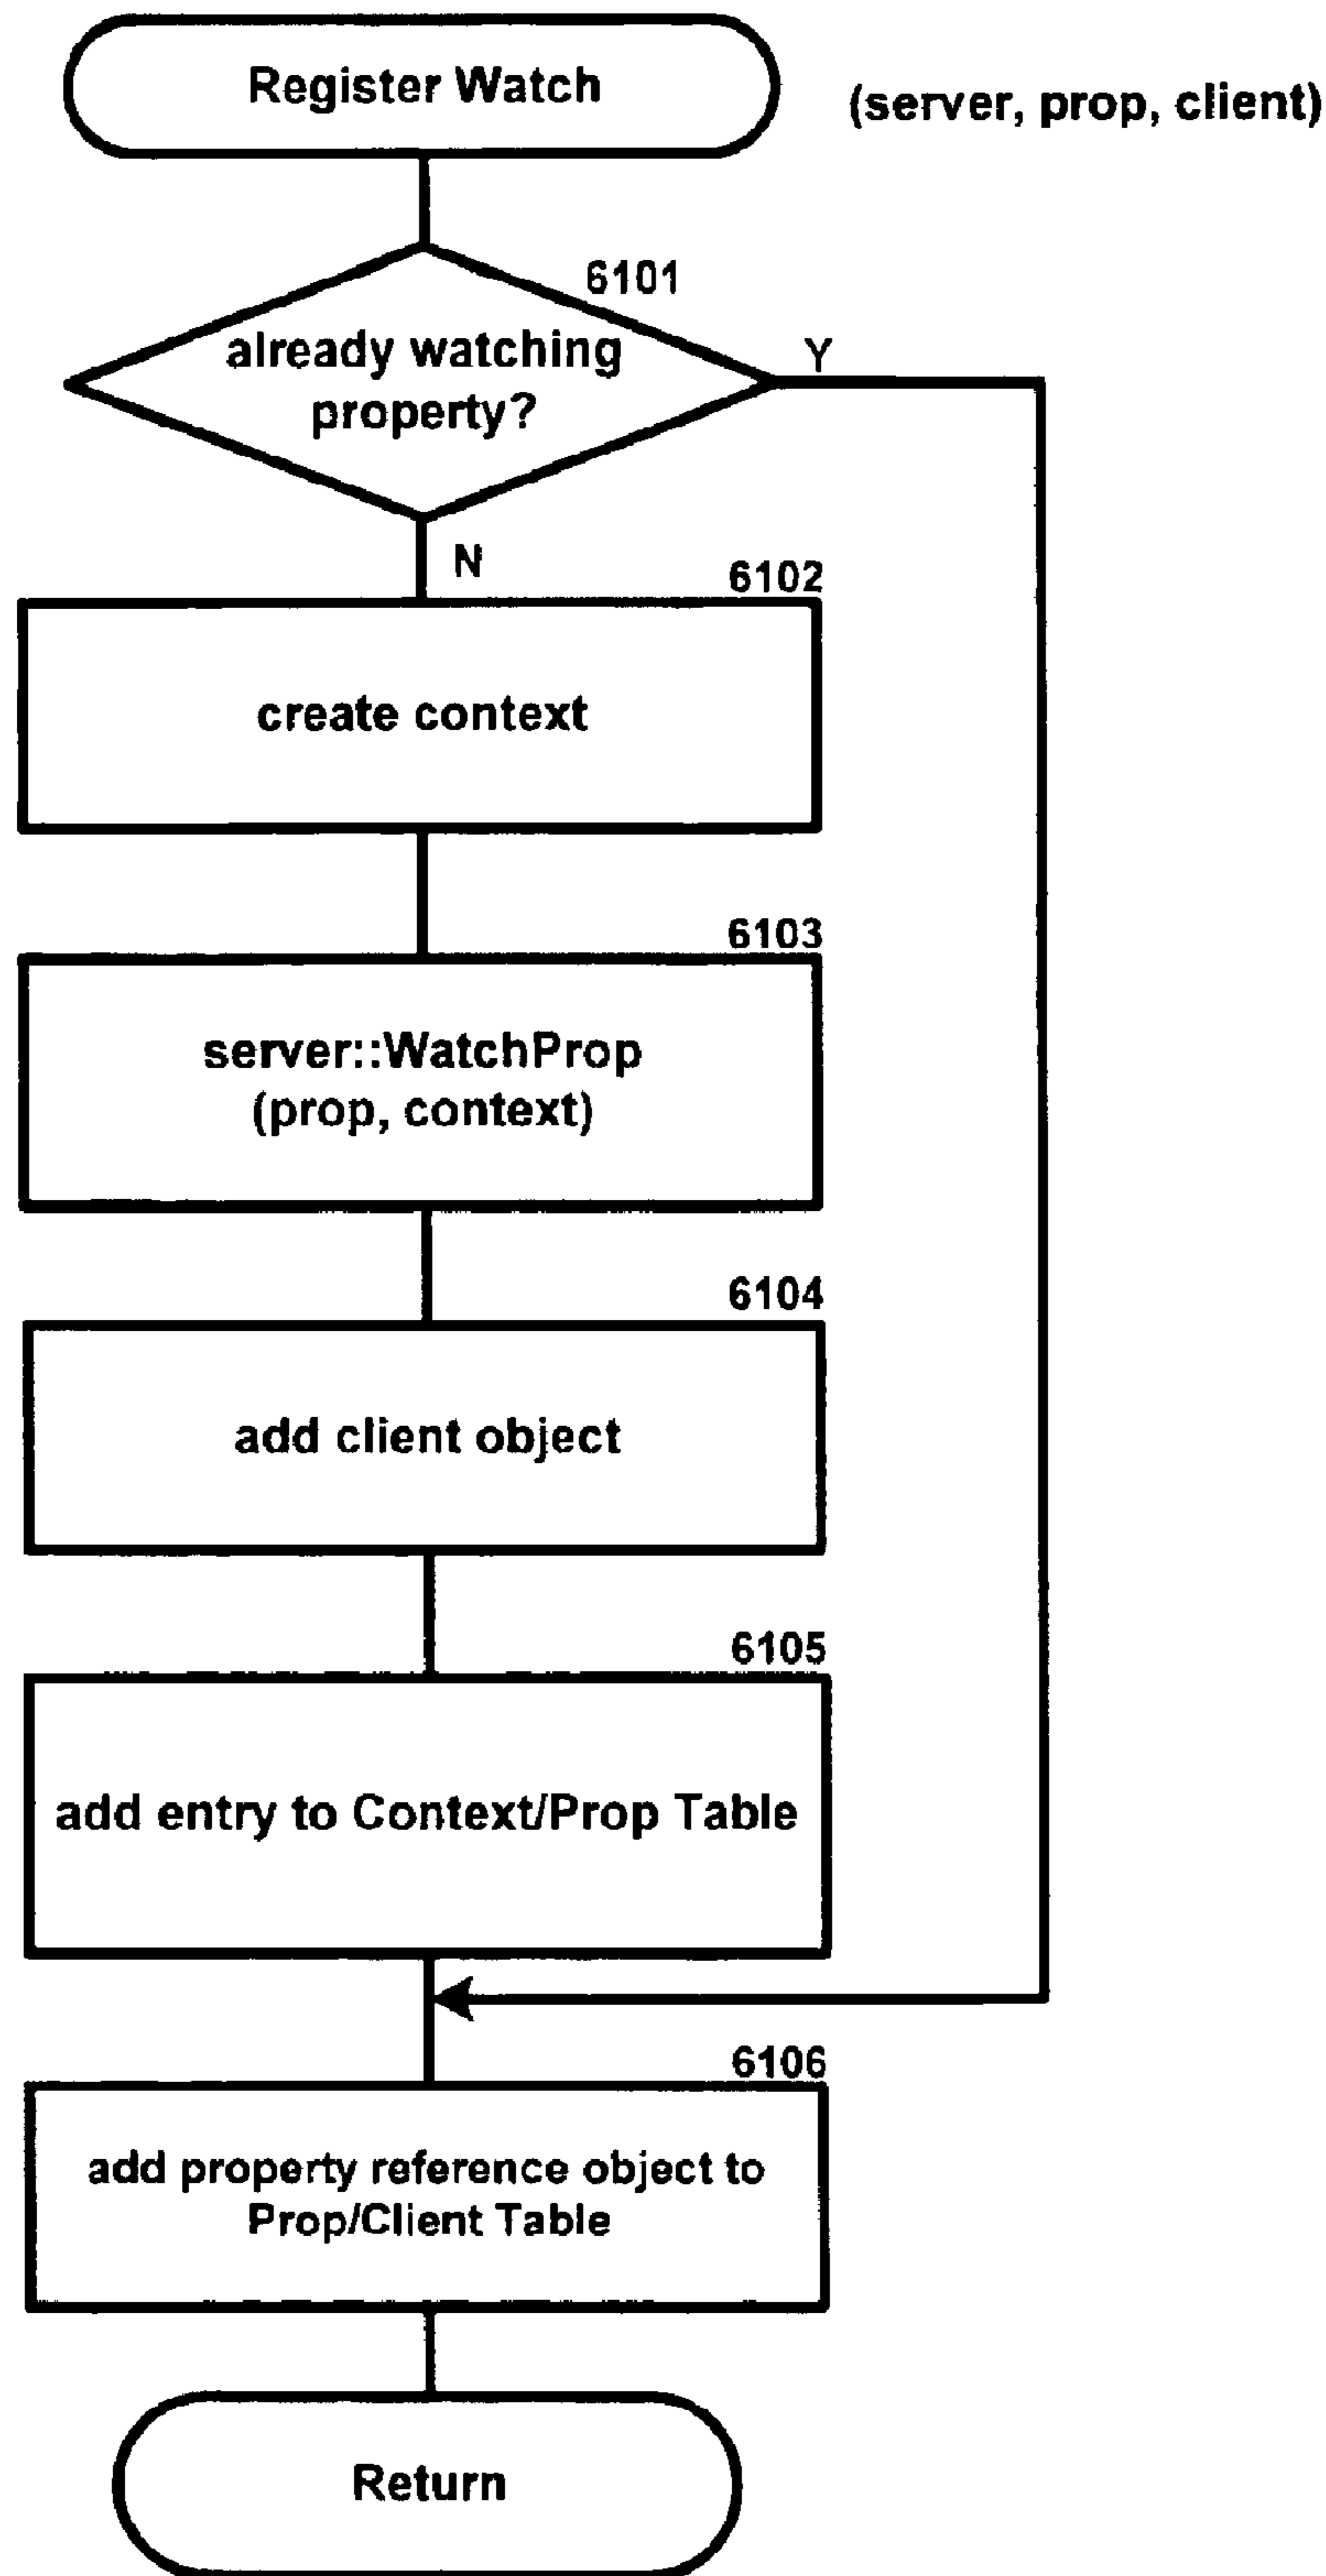 Register Watch
(server, prop, client)
6101
already watching
property?
Y
N
6102
create context
6103
server::WatchProp
(prop, context)
6104
add client object
6105
add entry to Context/Prop Table
6106
add property reference object to
Prop/Client Table
Return